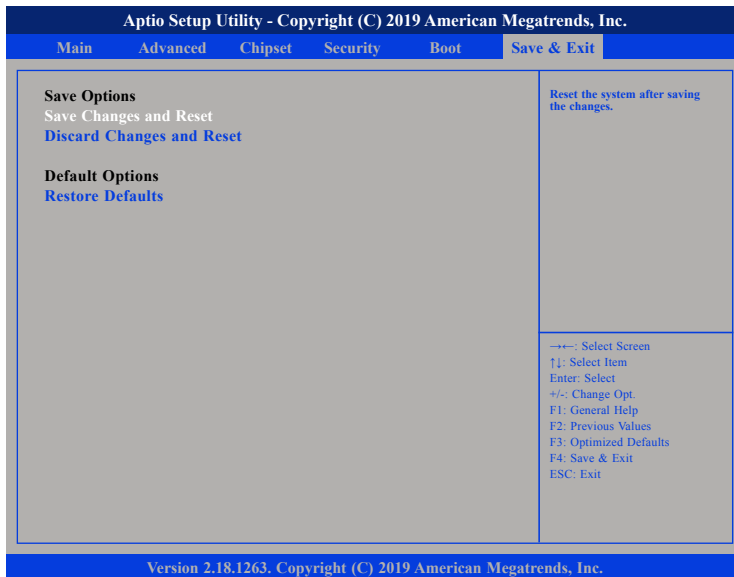 Aptio Setup Utility - Copyright (C) 2019 American Megatrends, Inc.
Main Advanced Chipset Security Boot Save & Exit
Save Options
Save Changes and Reset
Discard Changes and Reset
Default Options
Restore Defaults
Reset the system after saving
the changes.
→←: Select Screen
↑↓: Select Item
Enter: Select
+/-: Change Opt.
F1: General Help
F2: Previous Values
F3: Optimized Defaults
F4: Save & Exit
ESC: Exit
Version 2.18.1263. Copyright (C) 2019 American Megatrends, Inc.